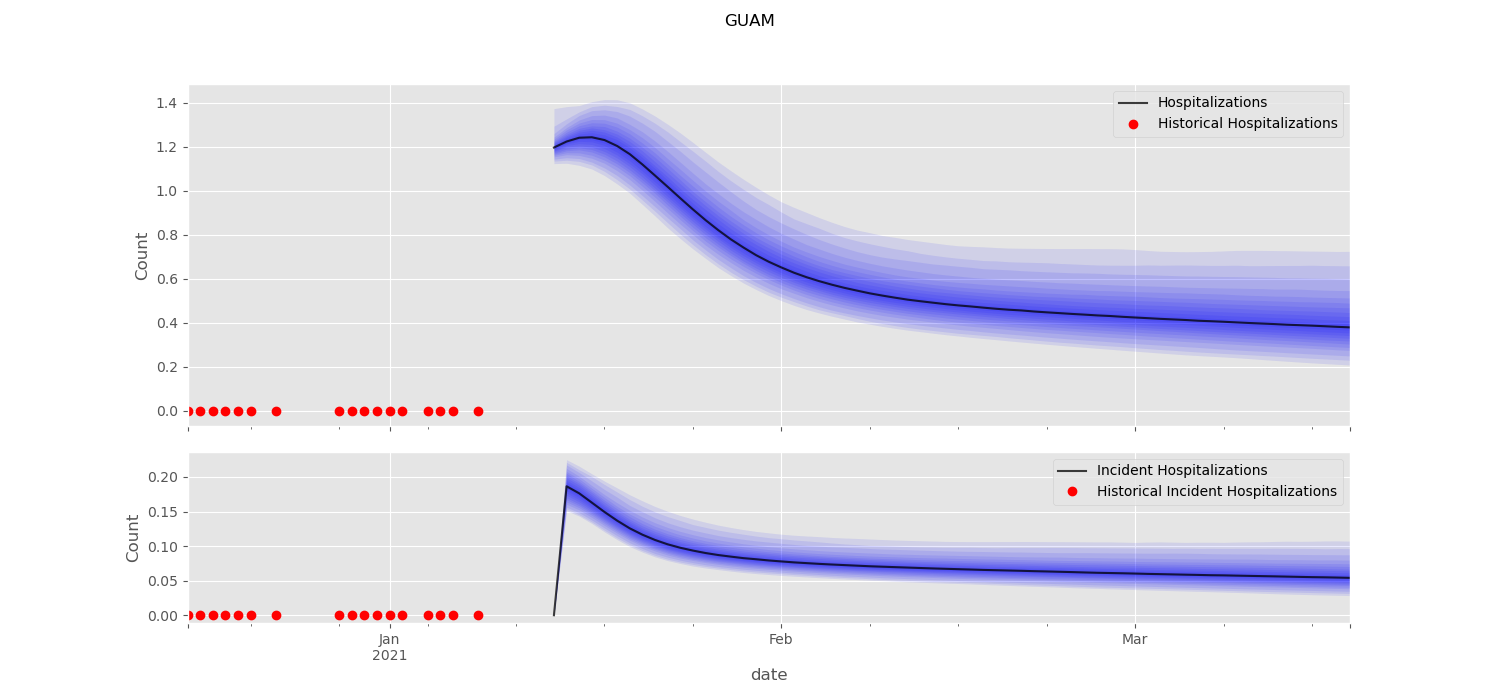 GUAM
Hospitalizations
Historical Hospitalizations
Count
1.4
1.2
1.0
0.8
0.6
0.4
0.2
0.0
Incident Hospitalizations
Historical Incident Hospitalizations
Count
0.20
0.15
0.10
0.05
0.00
Jan
2021
Feb
Mar
date